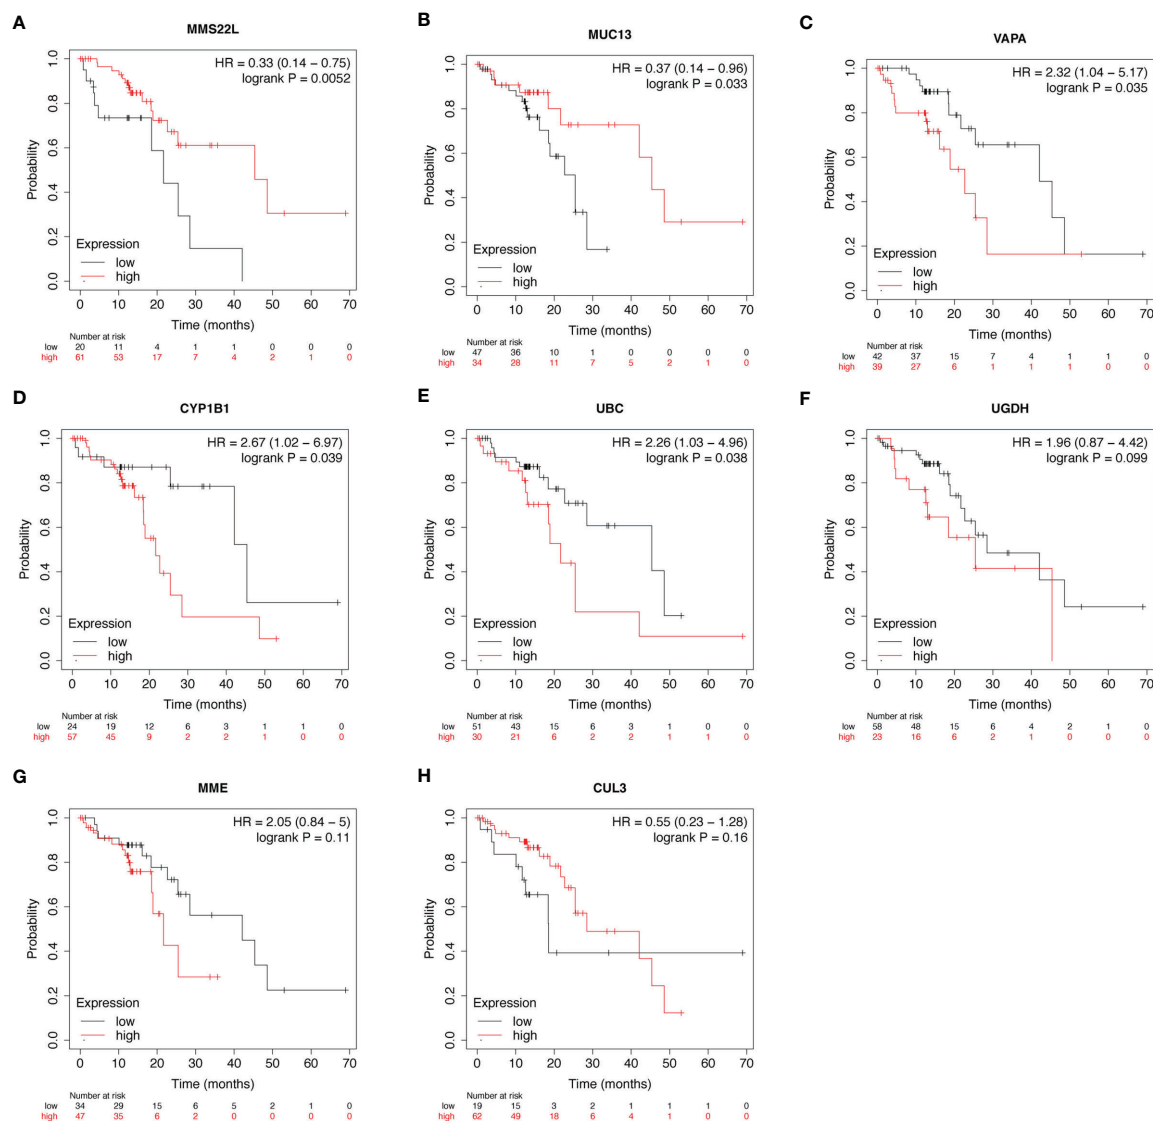 A
MMS22L
HR = 0.33 (0.14 – 0.75)
logrank P = 0.0052
Probability
0.0 0.2 0.4 0.6 0.8 1.0
Expression
low
high
0 10 20 30 40 50 60 70
Time (months)
Number at risk
low 20 11 4 1 1 0 0 0
high 61 53 17 7 4 2 1 0
B
MUC13
HR = 0.37 (0.14 – 0.96)
logrank P = 0.033
Probability
0.0 0.2 0.4 0.6 0.8 1.0
Expression
low
high
0 10 20 30 40 50 60 70
Time (months)
Number at risk
low 47 36 10 1 0 0 0 0
high 34 28 11 7 5 2 1 0
C
VAPA
HR = 2.32 (1.04 – 5.17)
logrank P = 0.035
Probability
0.0 0.2 0.4 0.6 0.8 1.0
Expression
low
high
0 10 20 30 40 50 60 70
Time (months)
Number at risk
low 42 37 15 7 4 1 1 0
high 39 27 6 1 1 1 0 0
D
CYP1B1
HR = 2.67 (1.02 – 6.97)
logrank P = 0.039
Probability
0.0 0.2 0.4 0.6 0.8 1.0
Expression
low
high
0 10 20 30 40 50 60 70
Time (months)
Number at risk
low 24 19 12 6 3 1 1 0
high 57 45 9 2 2 1 0 0
E
UBC
HR = 2.26 (1.03 – 4.96)
logrank P = 0.038
Probability
0.0 0.2 0.4 0.6 0.8 1.0
Expression
low
high
0 10 20 30 40 50 60 70
Time (months)
Number at risk
low 51 43 15 6 3 1 0 0
high 30 21 6 2 2 1 1 0
F
UGDH
HR = 1.96 (0.87 – 4.42)
logrank P = 0.099
Probability
0.0 0.2 0.4 0.6 0.8 1.0
Expression
low
high
0 10 20 30 40 50 60 70
Time (months)
Number at risk
low 58 48 15 6 4 2 1 0
high 23 16 6 2 1 0 0 0
G
MME
HR = 2.05 (0.84 – 5)
logrank P = 0.11
Probability
0.0 0.2 0.4 0.6 0.8 1.0
Expression
low
high
0 10 20 30 40 50 60 70
Time (months)
Number at risk
low 34 29 15 6 5 2 1 0
high 47 35 6 2 0 0 0 0
H
CUL3
HR = 0.55 (0.23 – 1.28)
logrank P = 0.16
Probability
0.0 0.2 0.4 0.6 0.8 1.0
Expression
low
high
0 10 20 30 40 50 60 70
Time (months)
Number at risk
low 19 15 3 2 1 1 1 0
high 62 49 18 6 4 1 0 0